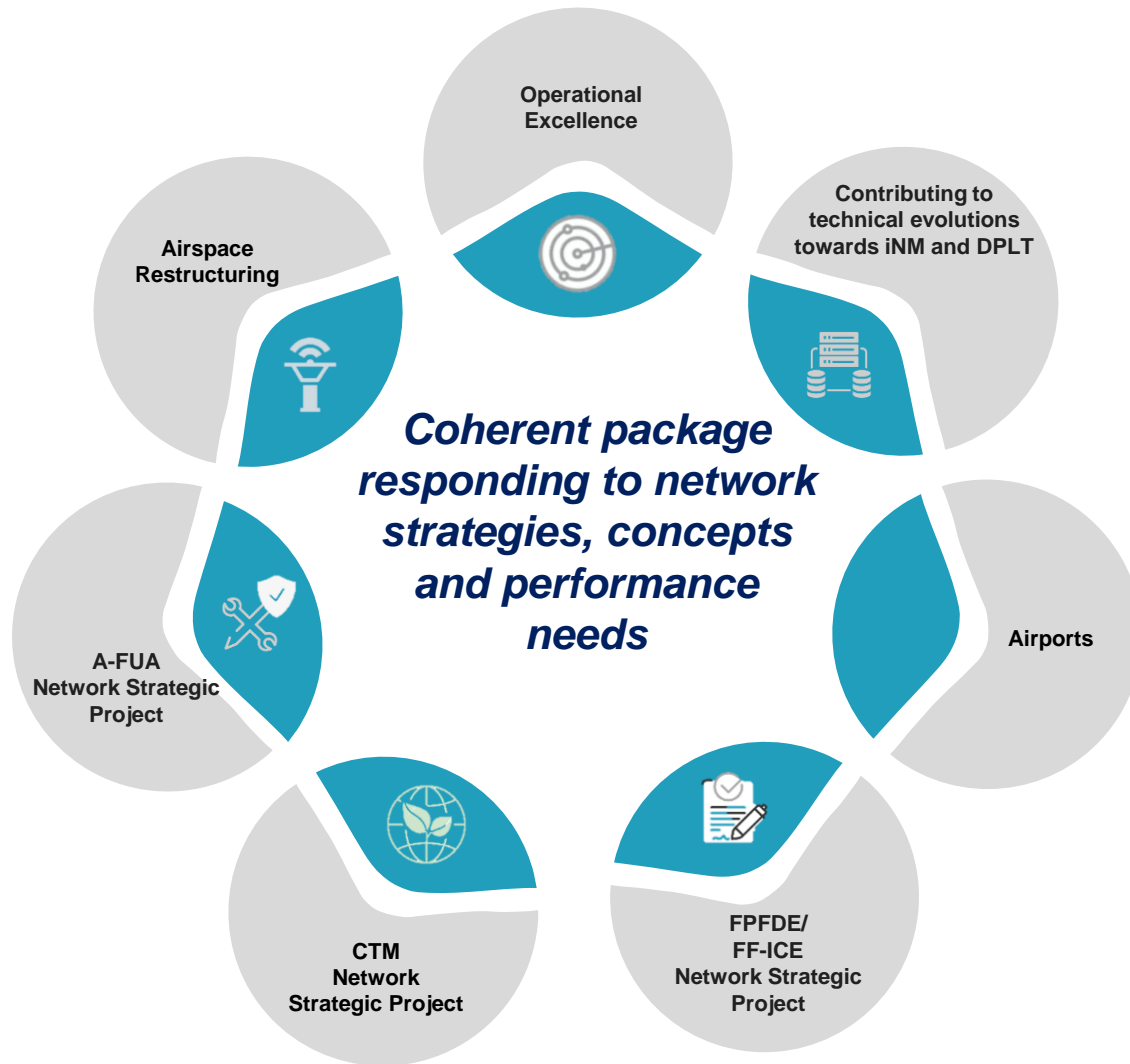 Operational
Excellence
Contributing to
technical evolutions
towards iNM and DPLT
Airspace
Restructuring
Coherent package
responding to network
strategies, concepts
and performance
needs
Airports
A-FUA
Network Strategic
Project
FPFDE/
FF-ICE
Network Strategic
Project
CTM
Network
Strategic Project